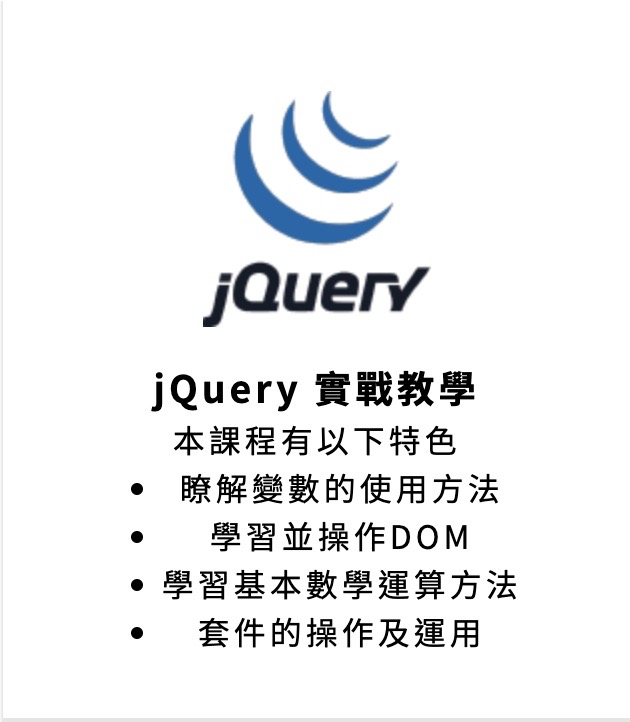 jQuery
jQuery 實戰教學
本課程有以下特色
• 瞭解變數的使用方法
• 學習並操作DOM
• 學習基本數學運算方法
• 套件的操作及運用